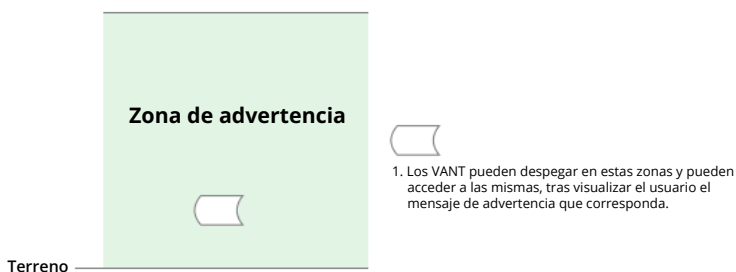 Zona de advertencia
1. Los VANT pueden despegar en estas zonas y pueden
acceder a las mismas, tras visualizar el usuario el
mensaje de advertencia que corresponda.
Terreno